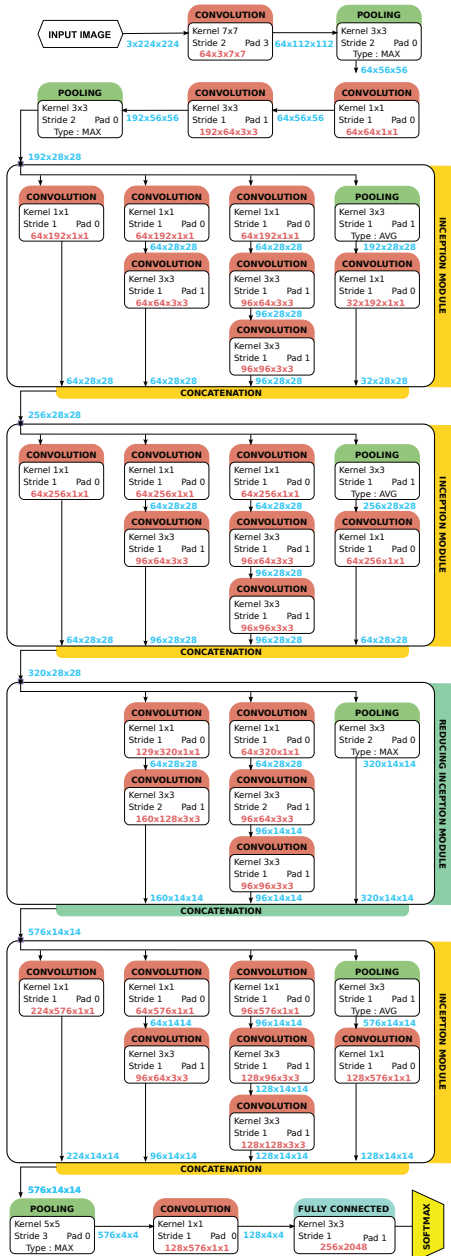 INPUT IMAGE
3x224x224
CONVOLUTION
Kernel 7x7
Stride 2 Pad 3
64x3x7x7
64x112x112
POOLING
Kernel 3x3
Stride 2 Pad 0
Type : MAX
64x56x56
POOLING
Kernel 3x3
Stride 2 Pad 0
Type : MAX
192x56x56
CONVOLUTION
Kernel 3x3
Stride 1 Pad 1
192x64x3x3
64x56x56
CONVOLUTION
Kernel 1x1
Stride 1 Pad 0
64x64x1x1
192x28x28
INCEPTION MODULE
CONVOLUTION
Kernel 1x1
Stride 1 Pad 0
64x192x1x1
64x28x28
CONVOLUTION
Kernel 1x1
Stride 1 Pad 0
64x192x1x1
64x28x28
CONVOLUTION
Kernel 3x3
Stride 1 Pad 1
64x64x3x3
64x28x28
CONVOLUTION
Kernel 1x1
Stride 1 Pad 0
64x192x1x1
64x28x28
CONVOLUTION
Kernel 3x3
Stride 1 Pad 1
96x64x3x3
96x28x28
CONVOLUTION
Kernel 3x3
Stride 1 Pad 1
96x96x3x3
96x28x28
POOLING
Kernel 3x3
Stride 1 Pad 1
Type : AVG
192x28x28
CONVOLUTION
Kernel 1x1
Stride 1 Pad 0
32x192x1x1
32x28x28
CONCATENATION
256x28x28
INCEPTION MODULE
CONVOLUTION
Kernel 1x1
Stride 1 Pad 0
64x256x1x1
64x28x28
CONVOLUTION
Kernel 1x1
Stride 1 Pad 0
64x256x1x1
64x28x28
CONVOLUTION
Kernel 3x3
Stride 1 Pad 1
96x64x3x3
96x28x28
CONVOLUTION
Kernel 1x1
Stride 1 Pad 0
64x256x1x1
64x28x28
CONVOLUTION
Kernel 3x3
Stride 1 Pad 1
96x64x3x3
96x28x28
CONVOLUTION
Kernel 3x3
Stride 1 Pad 1
96x96x3x3
96x28x28
POOLING
Kernel 3x3
Stride 1 Pad 1
Type : AVG
256x28x28
CONVOLUTION
Kernel 1x1
Stride 1 Pad 0
64x256x1x1
64x28x28
CONCATENATION
320x28x28
REDUCING INCEPTION MODULE
CONVOLUTION
Kernel 1x1
Stride 1 Pad 0
129x320x1x1
64x28x28
CONVOLUTION
Kernel 3x3
Stride 2 Pad 1
160x128x3x3
160x14x14
CONVOLUTION
Kernel 1x1
Stride 1 Pad 0
64x320x1x1
64x28x28
CONVOLUTION
Kernel 3x3
Stride 2 Pad 1
96x64x3x3
96x14x14
CONVOLUTION
Kernel 3x3
Stride 1 Pad 1
96x96x3x3
96x14x14
POOLING
Kernel 3x3
Stride 2 Pad 0
Type : MAX
320x14x14
320x14x14
CONCATENATION
576x14x14
INCEPTION MODULE
CONVOLUTION
Kernel 1x1
Stride 1 Pad 0
224x576x1x1
224x14x14
CONVOLUTION
Kernel 1x1
Stride 1 Pad 0
64x576x1x1
64x1414
CONVOLUTION
Kernel 3x3
Stride 1 Pad 1
96x64x3x3
96x14x14
CONVOLUTION
Kernel 1x1
Stride 1 Pad 0
96x576x1x1
96x14x14
CONVOLUTION
Kernel 3x3
Stride 1 Pad 1
128x96x3x3
128x14x14
CONVOLUTION
Kernel 3x3
Stride 1 Pad 1
128x128x3x3
128x14x14
POOLING
Kernel 3x3
Stride 1 Pad 1
Type : AVG
576x14x14
CONVOLUTION
Kernel 1x1
Stride 1 Pad 0
128x576x1x1
128x14x14
CONCATENATION
576x14x14
POOLING
Kernel 5x5
Stride 3 Pad 0
Type : MAX
576x4x4
CONVOLUTION
Kernel 1x1
Stride 1 Pad 0
128x576x1x1
128x4x4
FULLY CONNECTED
Kernel 3x3
Stride 1 Pad 1
256x2048
SOFTMAX